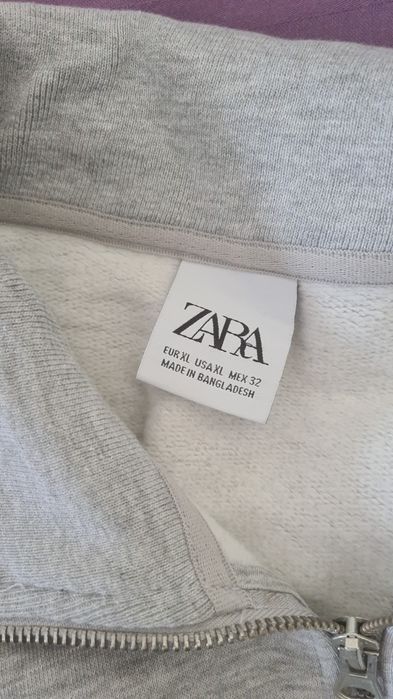 ZARA
EUR XL USA XL MEX 32
MADE IN BANGLADESH